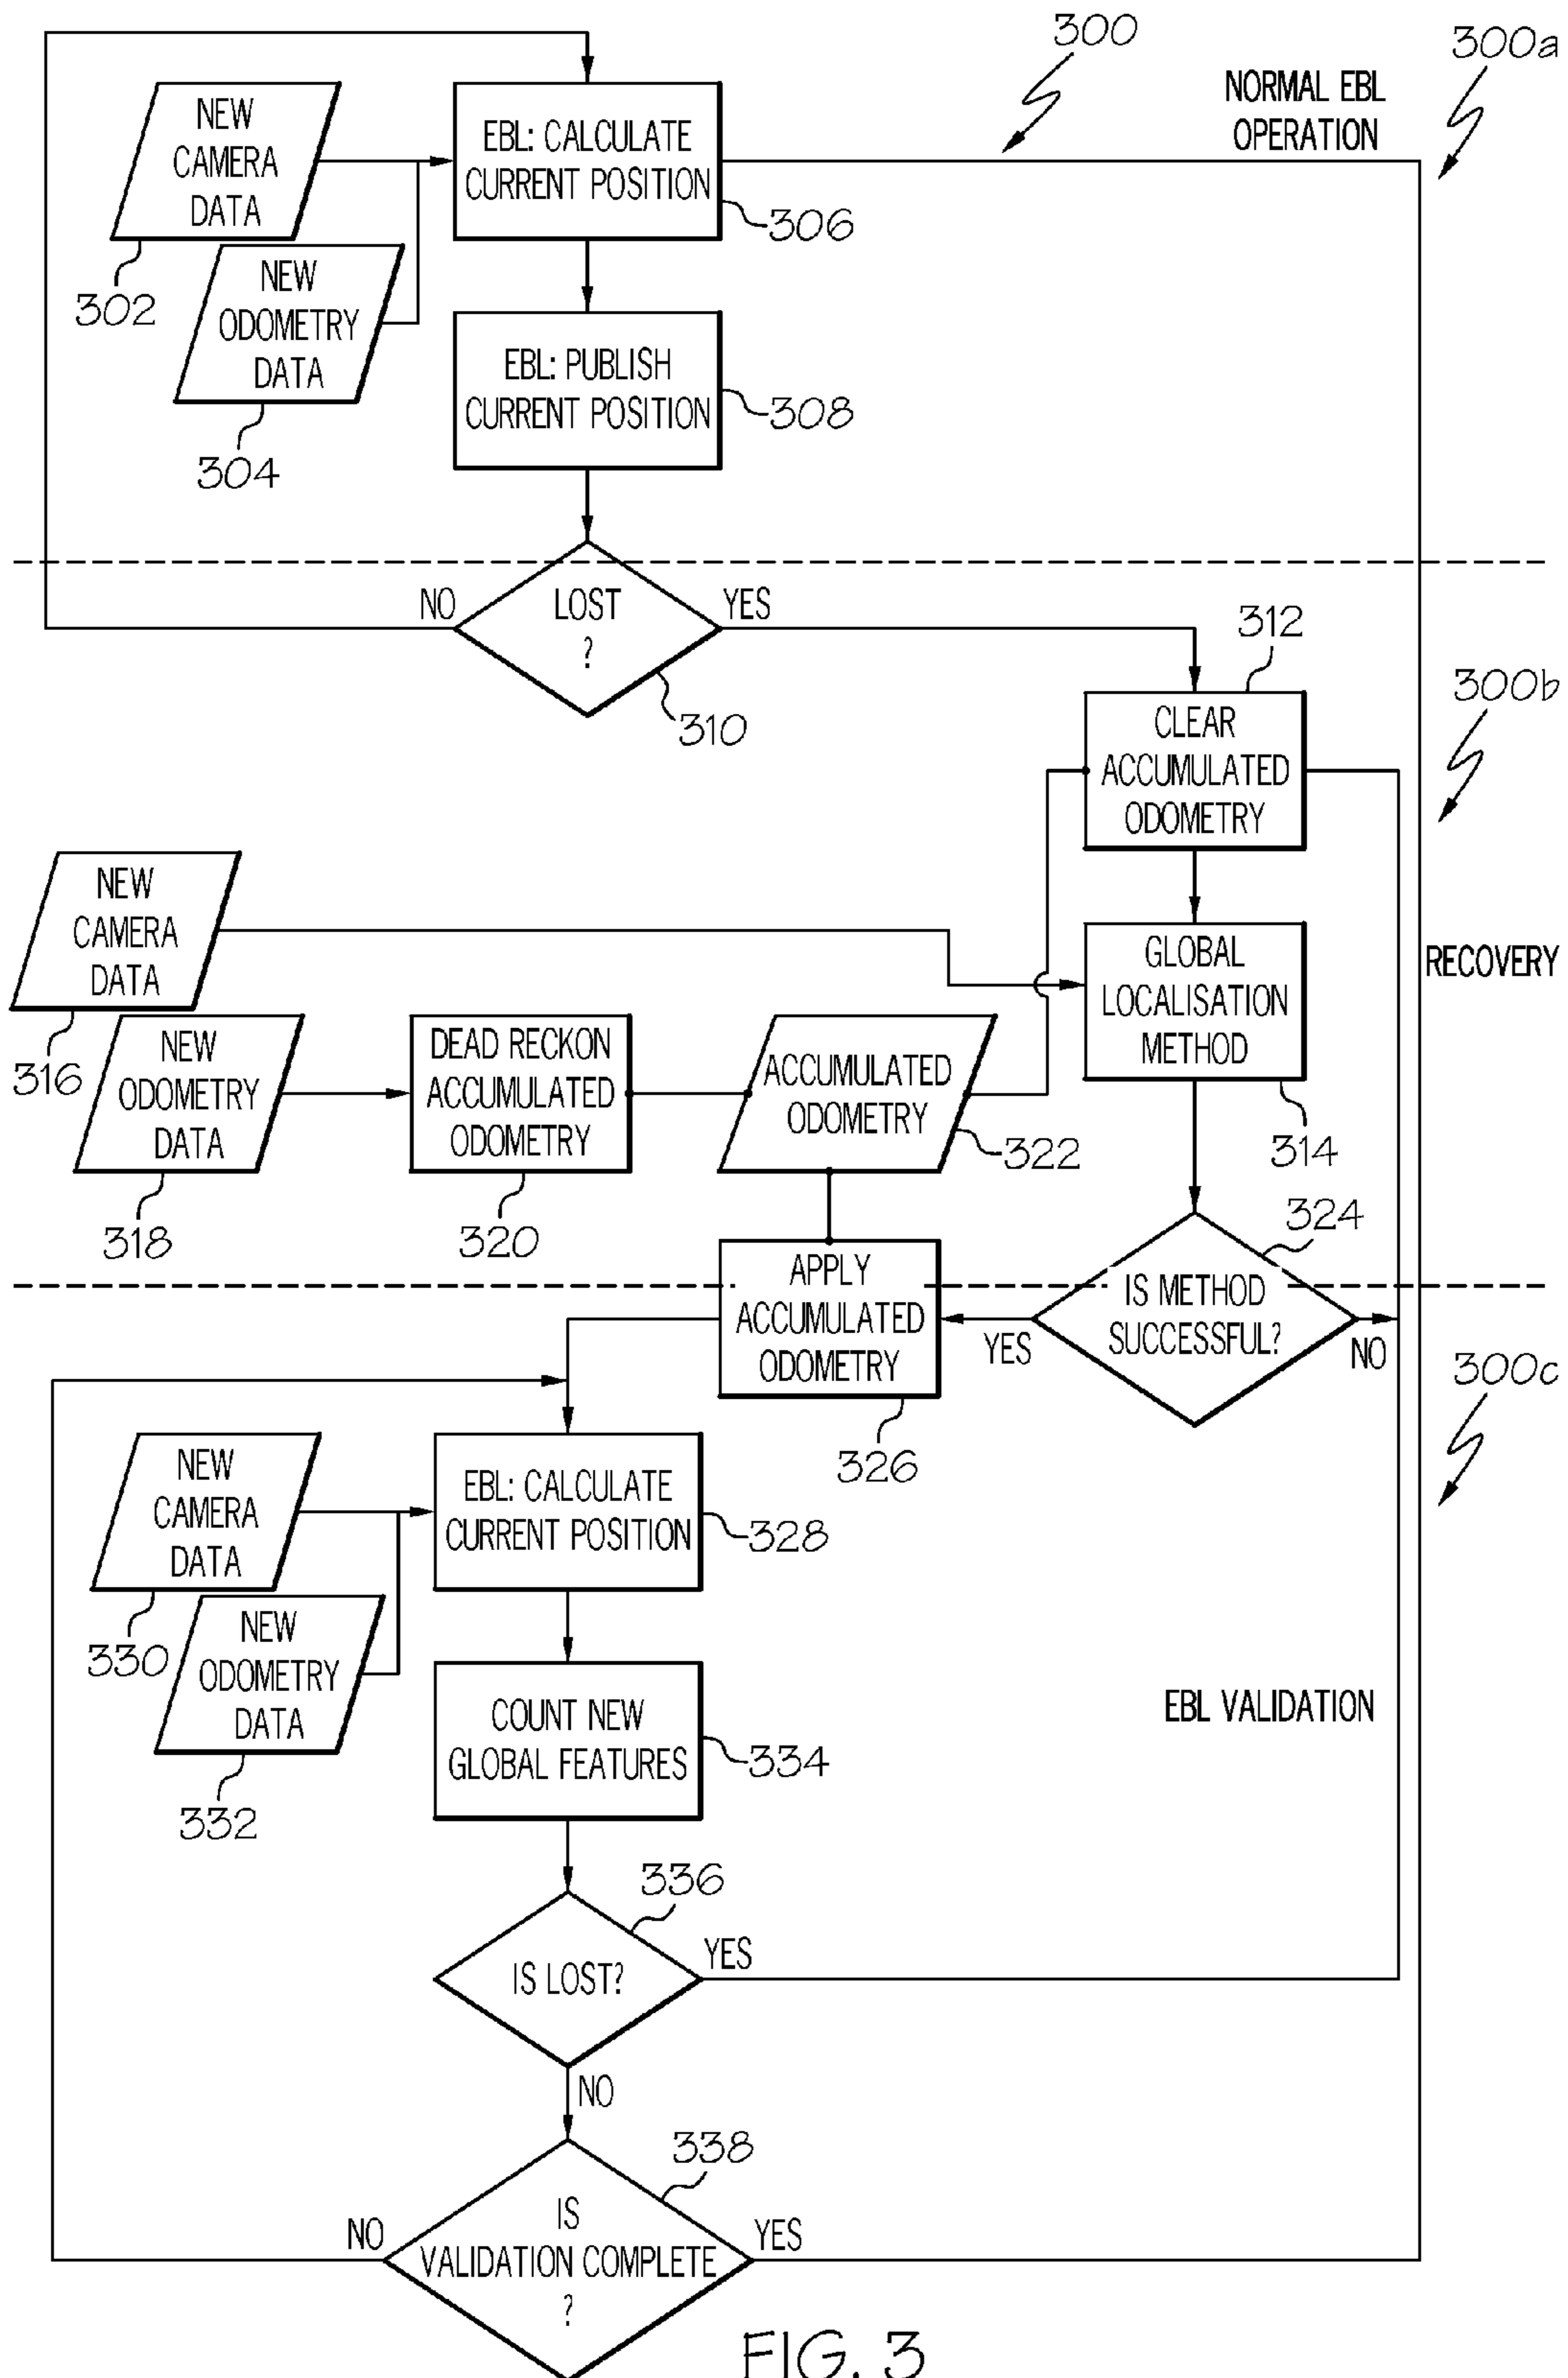 300
300a
NORMAL EBL
OPERATION
NEW
CAMERA
DATA
302
NEW
ODOMETRY
DATA
304
EBL: CALCULATE
CURRENT POSITION
306
EBL: PUBLISH
CURRENT POSITION
308
LOST
?
NO
YES
310
312
CLEAR
ACCUMULATED
ODOMETRY
300b
RECOVERY
NEW
CAMERA
DATA
316
NEW
ODOMETRY
DATA
318
DEAD RECKON
ACCUMULATED
ODOMETRY
320
ACCUMULATED
ODOMETRY
322
GLOBAL
LOCALISATION
METHOD
314
324
IS METHOD
SUCCESSFUL?
YES
NO
APPLY
ACCUMULATED
ODOMETRY
326
300c
EBL VALIDATION
NEW
CAMERA
DATA
330
NEW
ODOMETRY
DATA
332
EBL: CALCULATE
CURRENT POSITION
328
COUNT NEW
GLOBAL FEATURES
334
336
IS LOST?
YES
NO
338
IS
VALIDATION COMPLETE
?
NO
YES
FIG. 3